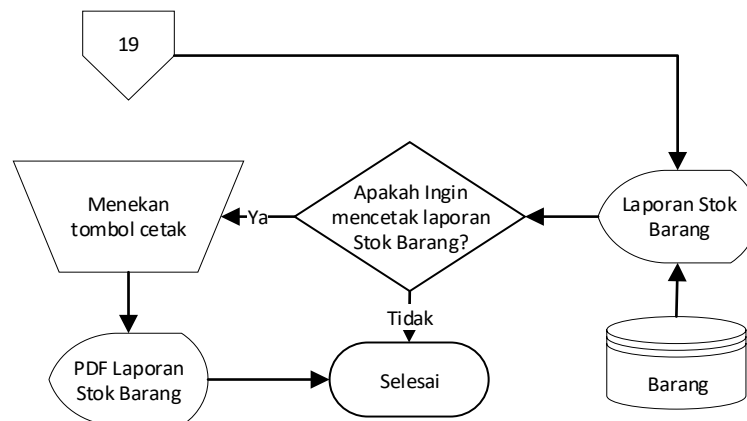 19
Menekan
tombol cetak
Ya
Apakah Ingin
mencetak laporan
Stok Barang?
Laporan Stok
Barang
Tidak
PDF Laporan
Stok Barang
Selesai
Barang